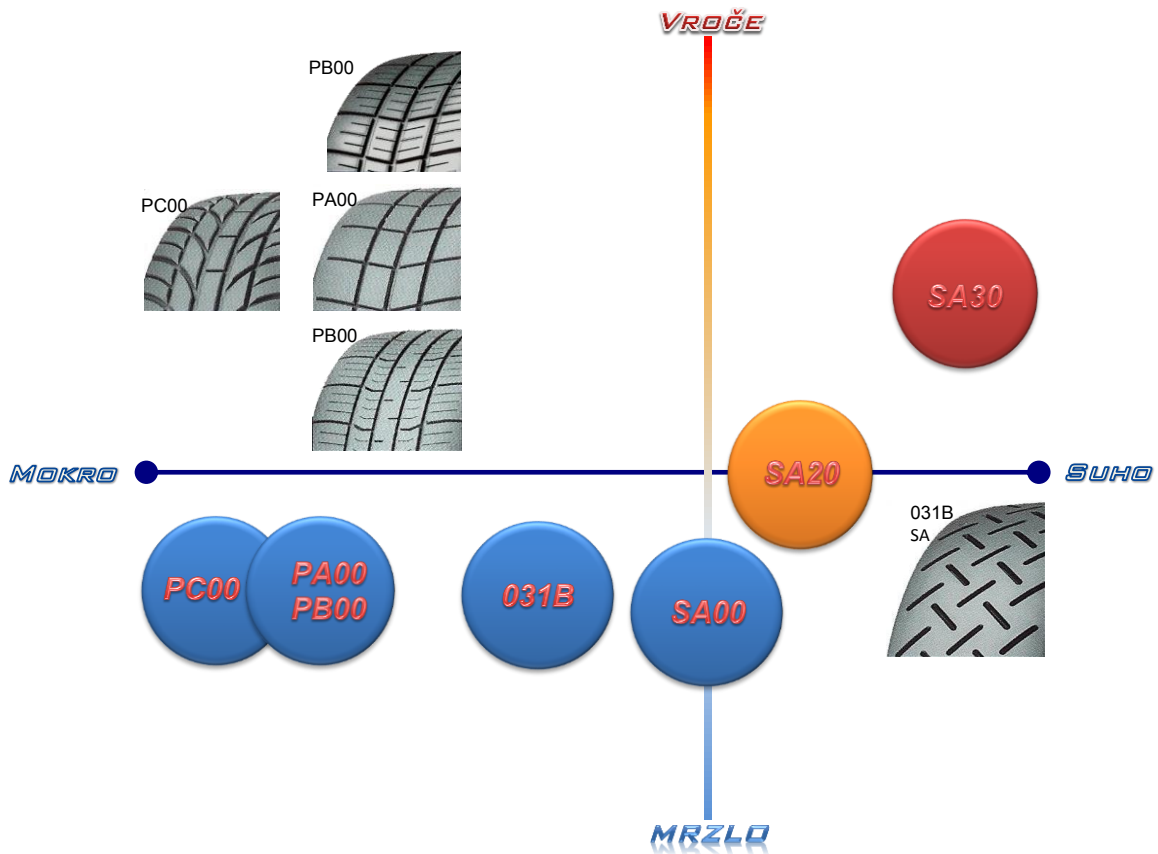 VROČE
PB00
PC00
PA00
PB00
SA30
MOKRO
SA20
SUHO
031B
SA
PC00
PA00
PB00
031B
SA00
MRZLO